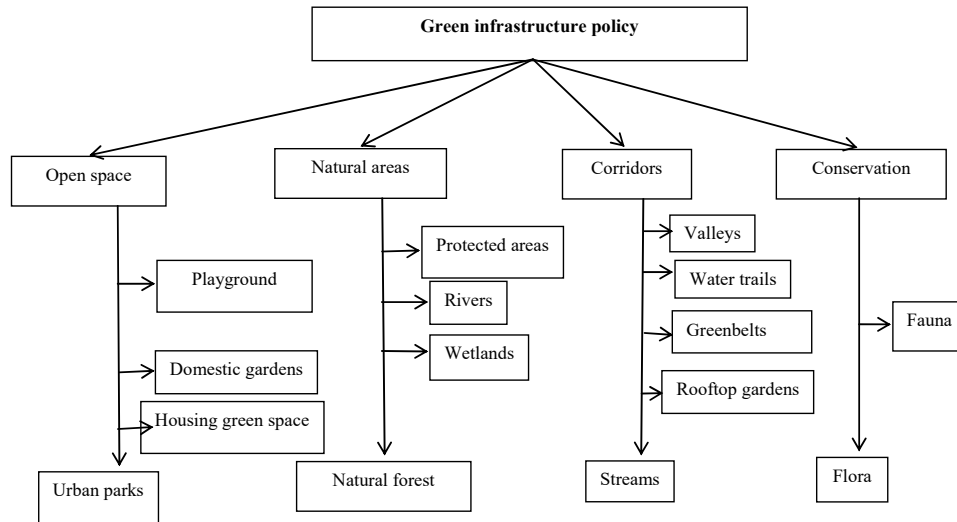 Green infrastructure policy
Open space
Natural areas
Corridors
Conservation
Playground
Domestic gardens
Housing green space
Urban parks
Protected areas
Rivers
Wetlands
Natural forest
Valleys
Water trails
Greenbelts
Rooftop gardens
Streams
Fauna
Flora